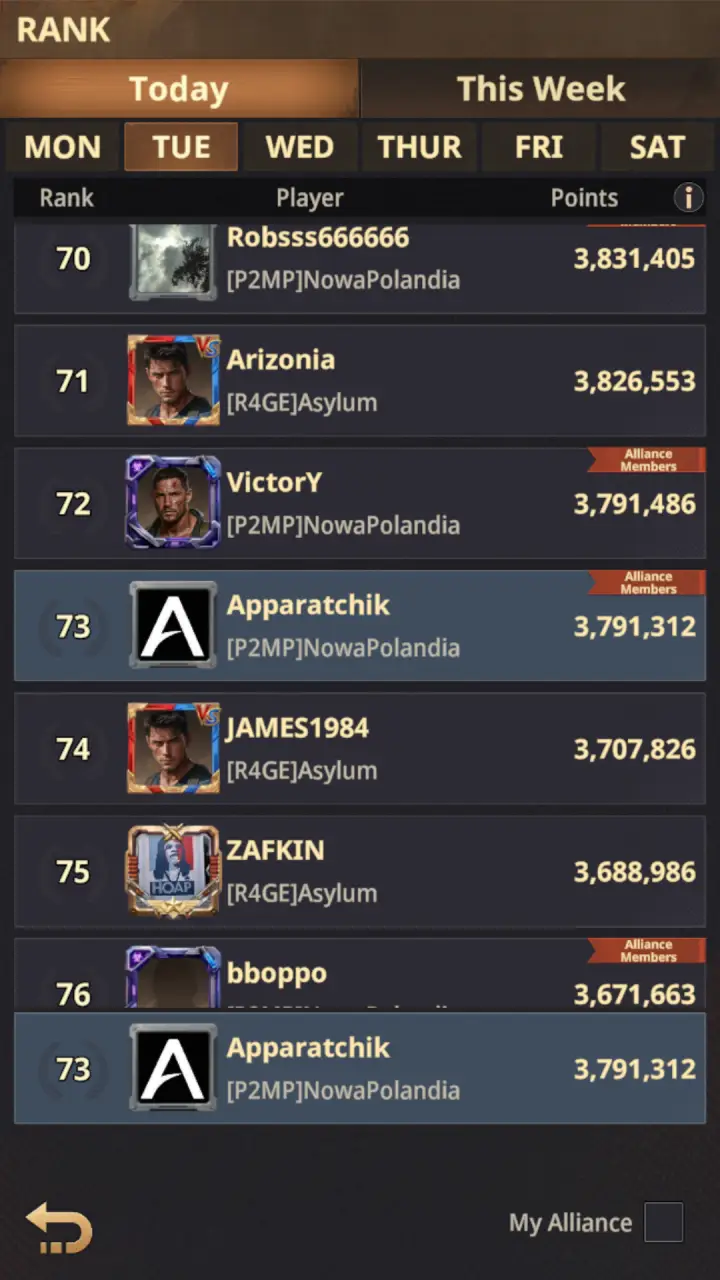 RANK
Today
This Week
MON
TUE
WED
THUR
FRI
SAT
Rank
Player
Points
70
Robsss666666
[P2MP]NowaPolandia
3,831,405
71
VS
Arizonia
[R4GE]Asylum
3,826,553
72
VictorY
[P2MP]NowaPolandia
Alliance
Members
3,791,486
73
Apparatchik
[P2MP]NowaPolandia
Alliance
Members
3,791,312
74
VS
JAMES1984
[R4GE]Asylum
3,707,826
75
HOAP
ZAFKIN
[R4GE]Asylum
3,688,986
76
bboppo
Alliance
Members
3,671,663
73
Apparatchik
[P2MP]NowaPolandia
3,791,312
My Alliance